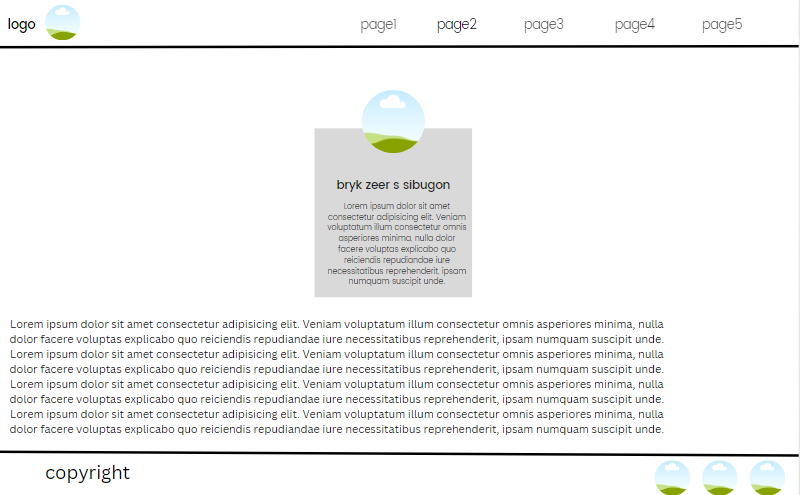 logo
page1 page2 page3 page4 page5
bryk zeer s sibugon
Lorem ipsum dolor sit amet
consectetur adipisicing elit. Veniam
voluptatum illum consectetur omnis
asperiores minima, nulla dolor
facere voluptas explicabo quo
reiciendis repudiandae iure
necessitatibus reprehenderit, ipsam
numquam suscipit unde.
Lorem ipsum dolor sit amet consectetur adipisicing elit. Veniam voluptatum illum consectetur omnis asperiores minima, nulla
dolor facere voluptas explicabo quo reiciendis repudiandae iure necessitatibus reprehenderit, ipsam numquam suscipit unde.
Lorem ipsum dolor sit amet consectetur adipisicing elit. Veniam voluptatum illum consectetur omnis asperiores minima, nulla
dolor facere voluptas explicabo quo reiciendis repudiandae iure necessitatibus reprehenderit, ipsam numquam suscipit unde.
Lorem ipsum dolor sit amet consectetur adipisicing elit. Veniam voluptatum illum consectetur omnis asperiores minima, nulla
dolor facere voluptas explicabo quo reiciendis repudiandae iure necessitatibus reprehenderit, ipsam numquam suscipit unde.
Lorem ipsum dolor sit amet consectetur adipisicing elit. Veniam voluptatum illum consectetur omnis asperiores minima, nulla
dolor facere voluptas explicabo quo reiciendis repudiandae iure necessitatibus reprehenderit, ipsam numquam suscipit unde.
copyright